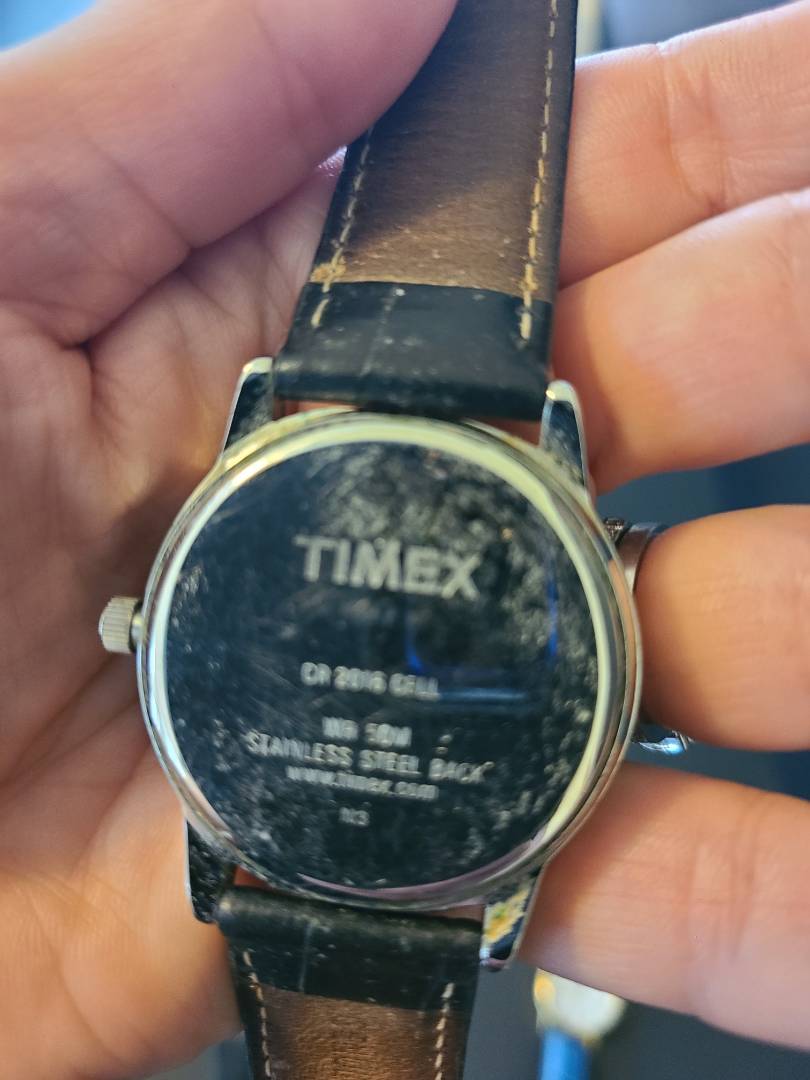 TIMEX
CR 2016 CELL
WR 50M
STAINLESS STEEL BACK
www.timex.com